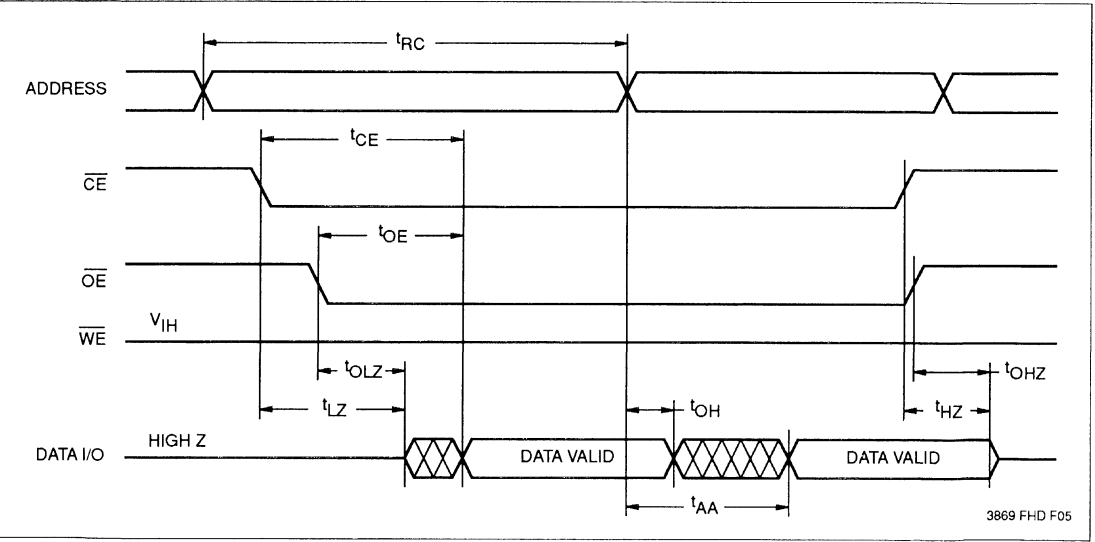 tRC
ADDRESS
tCE
CE
tOE
OE
VIH
WE
tOLZ
tOHZ
tLZ
tOH
tHZ
HIGH Z
DATA I/O
DATA VALID
DATA VALID
tAA
3869 FHD F05